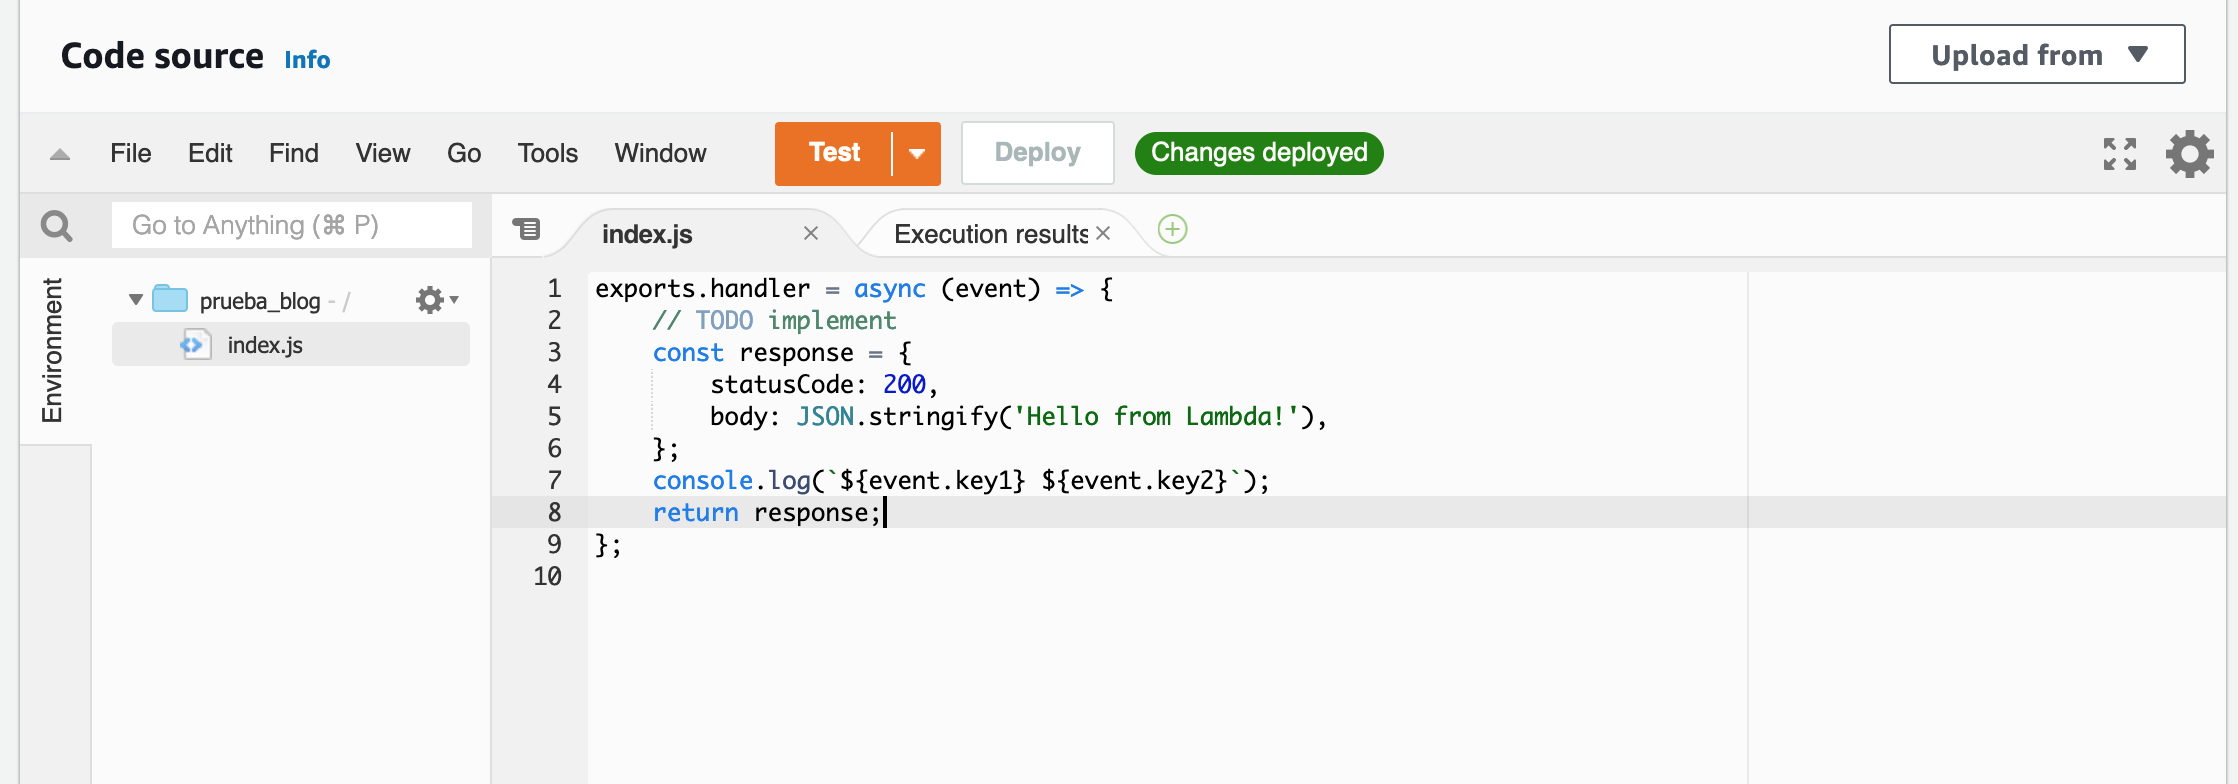 Code source Info
Upload from
File Edit Find View Go Tools Window Test Deploy Changes deployed
Go to Anything (⌘ P)
index.js Execution results
Environment
prueba_blog - /
index.js
1 exports.handler = async (event) => {
2     // TODO implement
3     const response = {
4         statusCode: 200,
5         body: JSON.stringify('Hello from Lambda!'),
6     };
7     console.log(`${event.key1} ${event.key2}`);
8     return response;
9 };
10